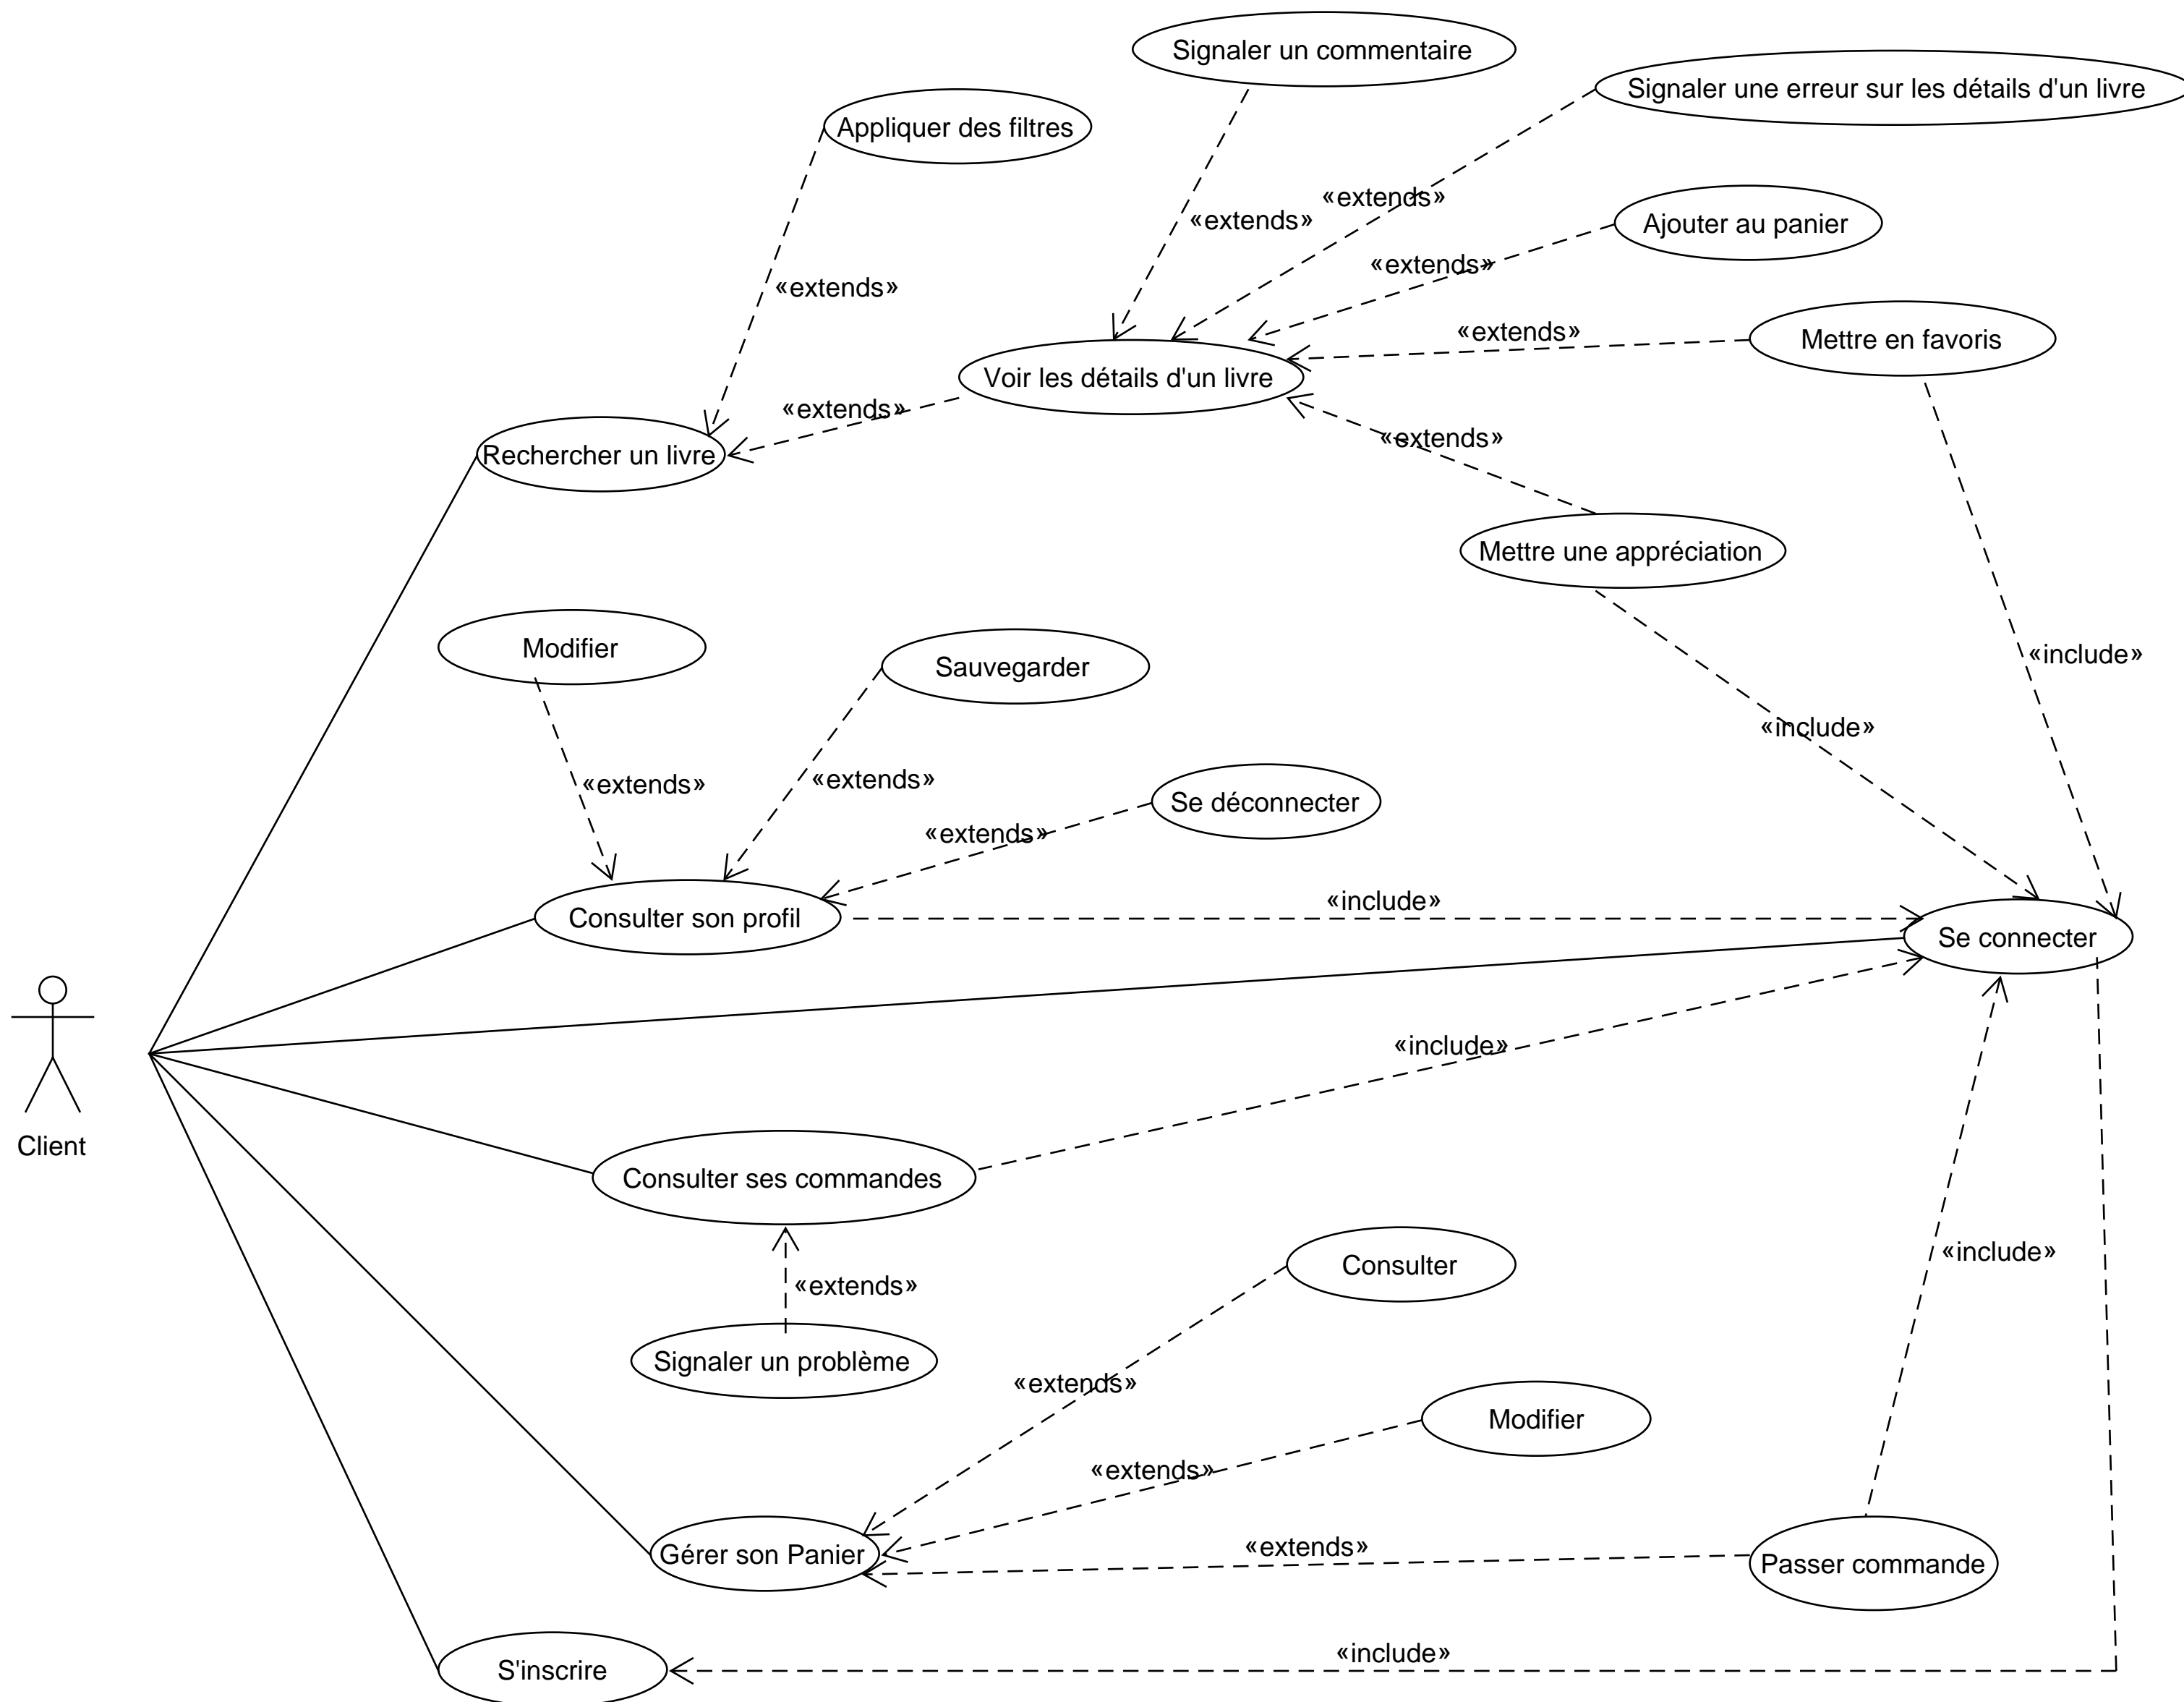 Signaler un commentaire
Signaler une erreur sur les détails d'un livre
Appliquer des filtres
«extends»
«extends»
Ajouter au panier
«extends»
«extends»
«extends»
Mettre en favoris
Voir les détails d'un livre
«extends»
«extends»
Rechercher un livre
Mettre une appréciation
Modifier
Sauvegarder
«include»
«include»
«extends»
«extends»
Se déconnecter
«extends»
«include»
Consulter son profil
Se connecter
«include»
Client
Consulter ses commandes
«include»
Consulter
«extends»
Signaler un problème
«extends»
Modifier
«extends»
«extends»
Gérer son Panier
Passer commande
«include»
S'inscrire